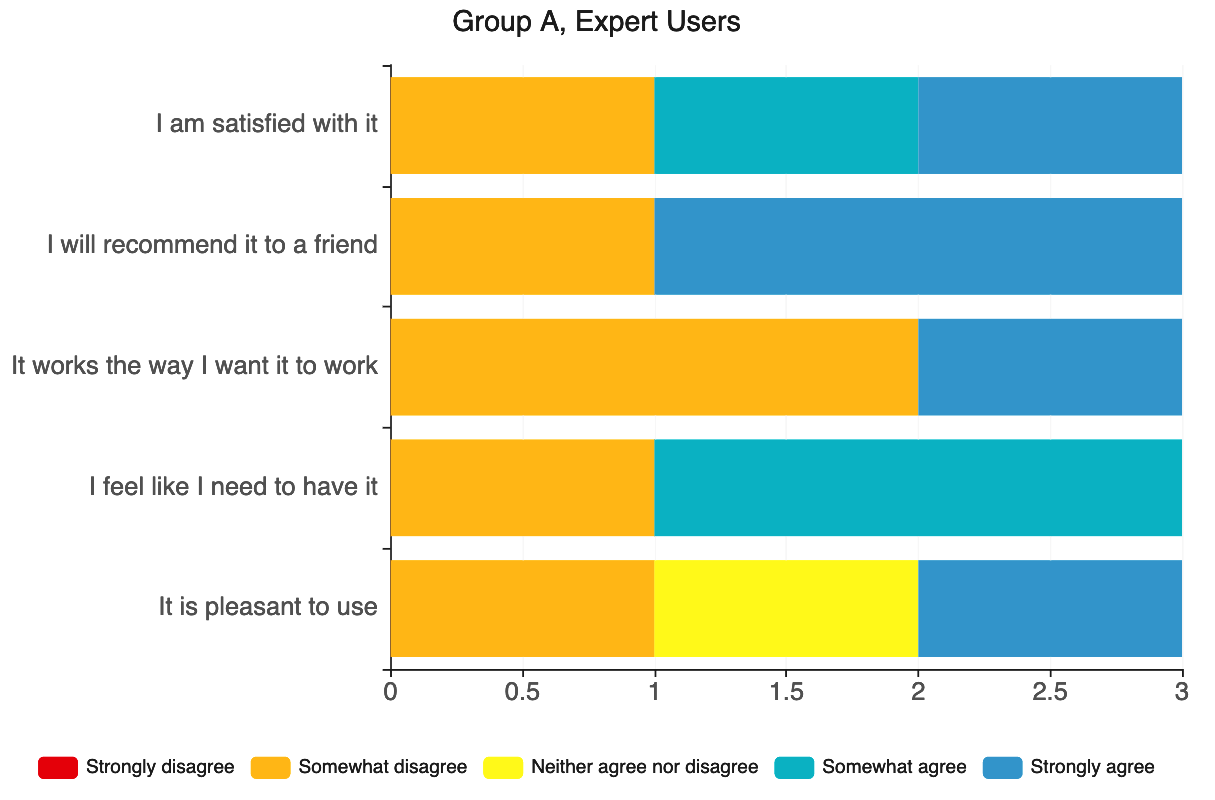 Group A, Expert Users
I am satisfied with it
I will recommend it to a friend
It works the way I want it to work
I feel like I need to have it
It is pleasant to use
0 0.5 1 1.5 2 2.5 3
Strongly disagree Somewhat disagree Neither agree nor disagree Somewhat agree Strongly agree